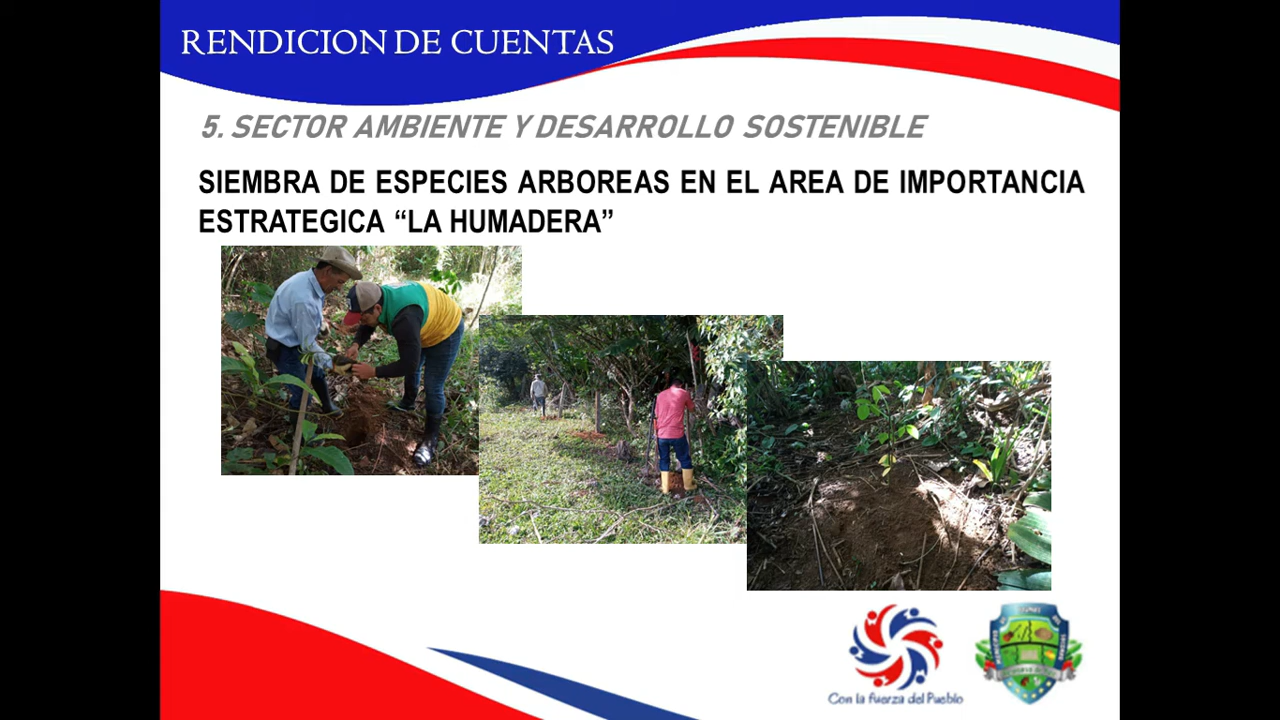 RENDICION DE CUENTAS
5. SECTOR AMBIENTE Y DESARROLLO SOSTENIBLE
SIEMBRA DE ESPECIES ARBOREAS EN EL AREA DE IMPORTANCIA
ESTRATEGICA “LA HUMADERA”
Con la fuerza del Pueblo